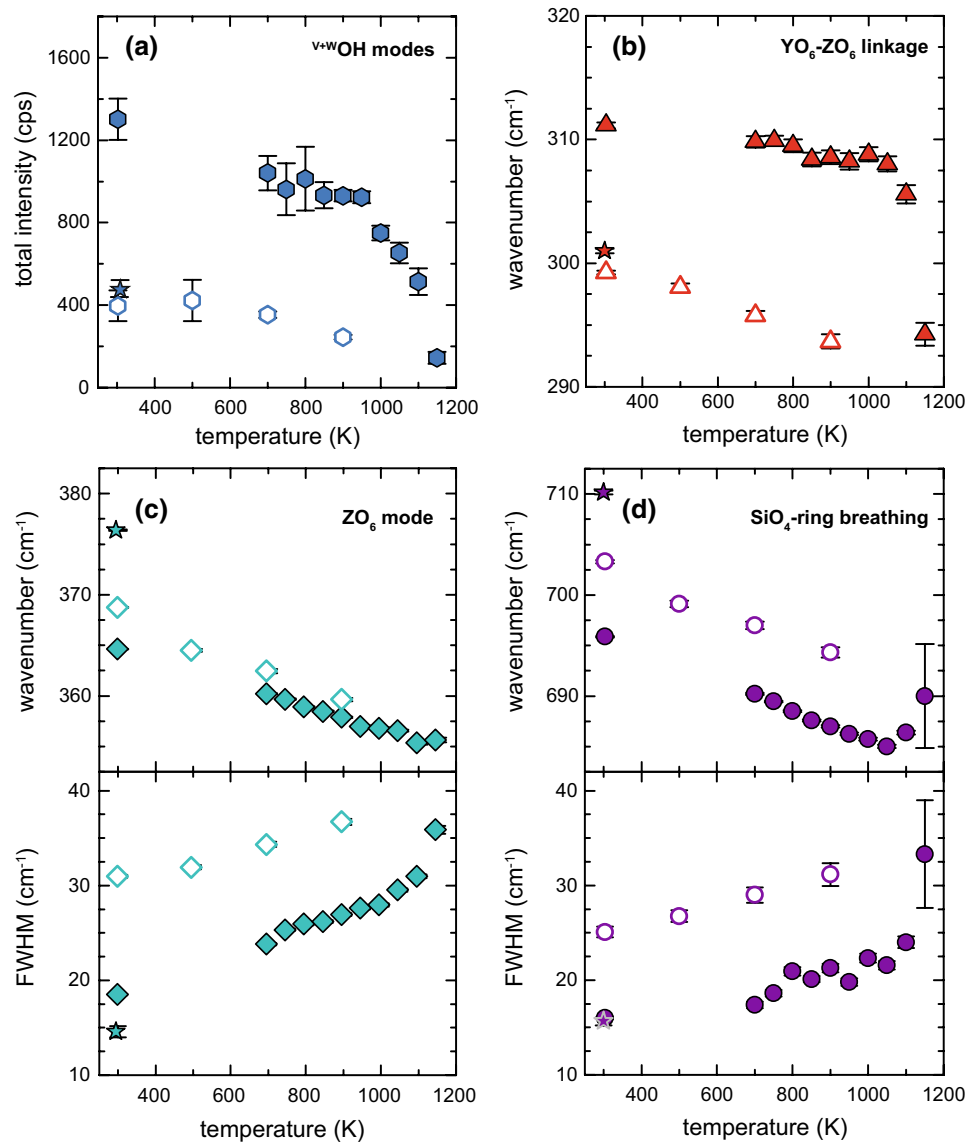 (a)
V+WOH modes
total intensity (cps)
1600
1200
800
400
0
400 600 800 1000 1200
temperature (K)
(b)
YO6-ZO6 linkage
wavenumber (cm-1)
320
310
300
290
400 600 800 1000 1200
temperature (K)
(c)
ZO6 mode
wavenumber (cm-1)
380
370
360
FWHM (cm-1)
40
30
20
10
400 600 800 1000 1200
temperature (K)
(d)
SiO4-ring breathing
wavenumber (cm-1)
710
700
690
FWHM (cm-1)
40
30
20
10
400 600 800 1000 1200
temperature (K)